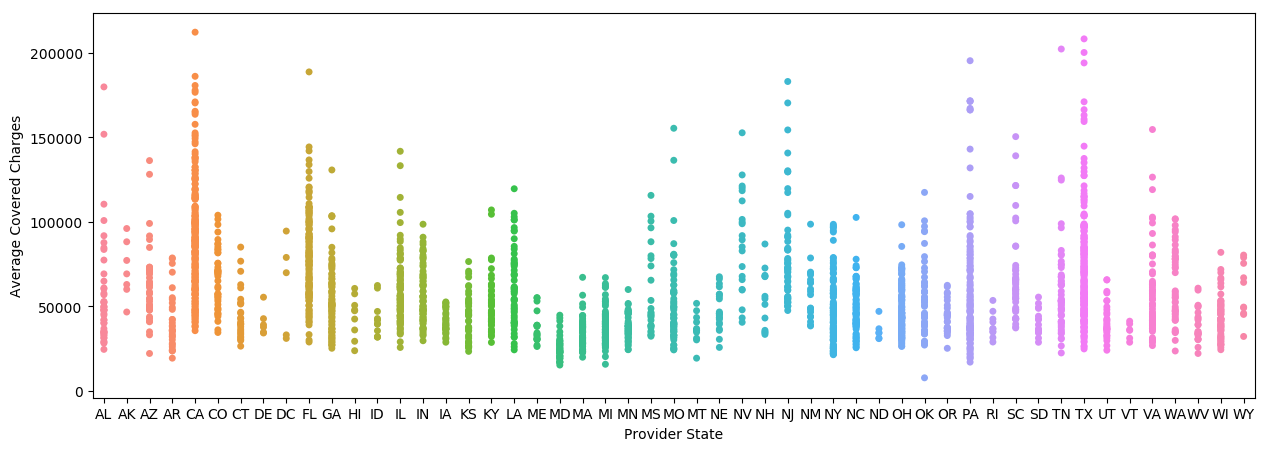 Average Covered Charges
200000
150000
100000
50000
0
AL AK AZ AR CA CO CT DE DC FL GA HI ID IL IN IA KS KY LA ME MD MA MI MN MS MO MT NE NV NH NJ NM NY NC ND OH OK OR PA RI SC SD TN TX UT VT VA WA WV WI WY
Provider State